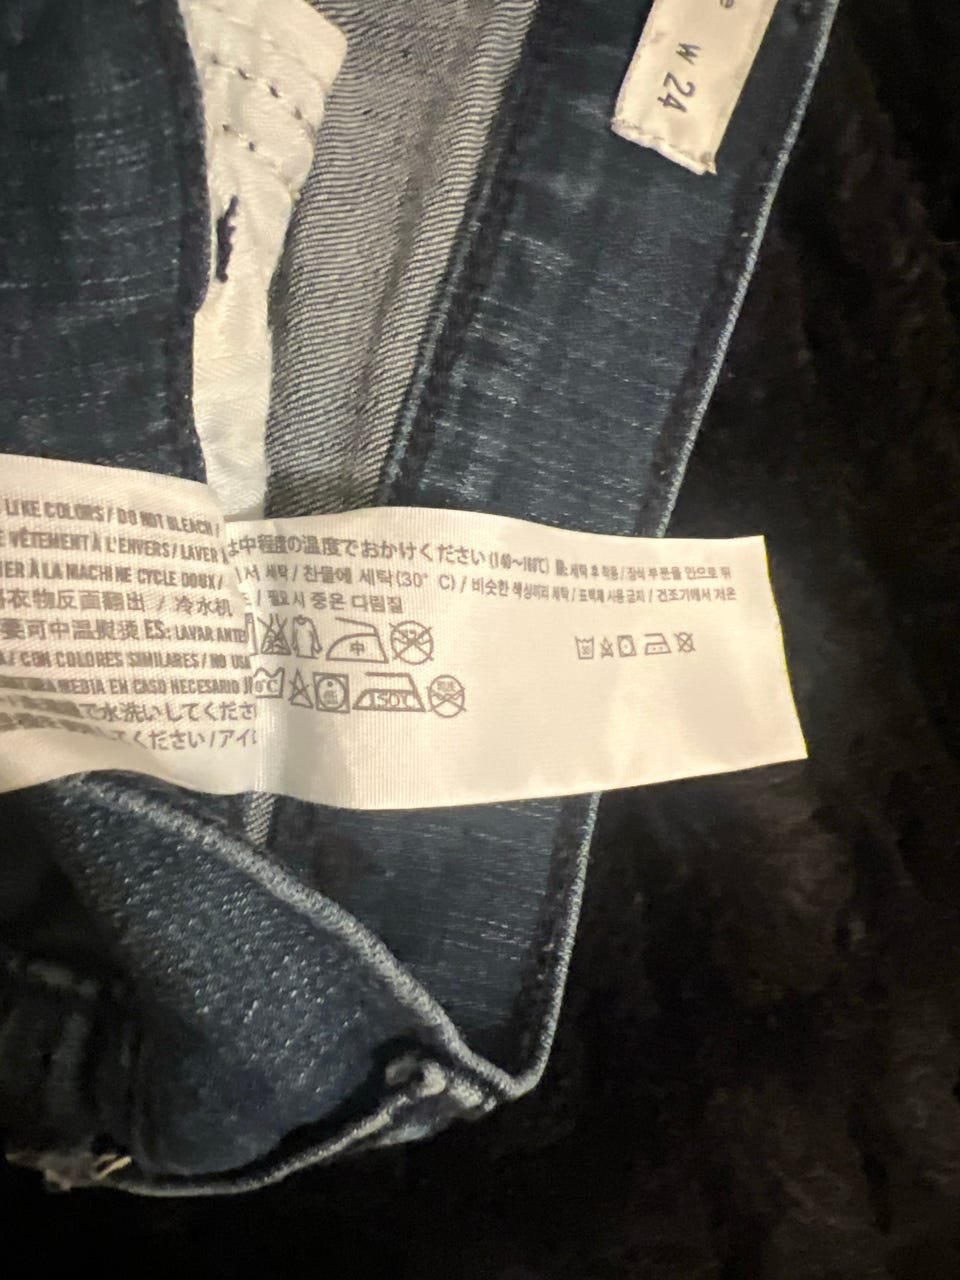 W 24
LIKE COLORS / DO NOT BLEACH /
VÊTEMENT À L'ENVERS / LAVER
À LA MACHINE CYCLE DOUX /
衣物反面翻出 / 冷水机
要可中温熨烫 ES: LAVAR ANTE
/ CON COLORES SIMILARES / NO USA
MEDIA EN CASO NECESARIO
で水洗いしてくださ
てください / アイ
は中程度の温度でおかけください
서 세탁 / 찬물에 세탁(30° C) / 비슷한 색상끼리 세탁 / 표백제 사용 금지 / 건조기에서 저온
/ 필요시 중온 다림질
中
150℃